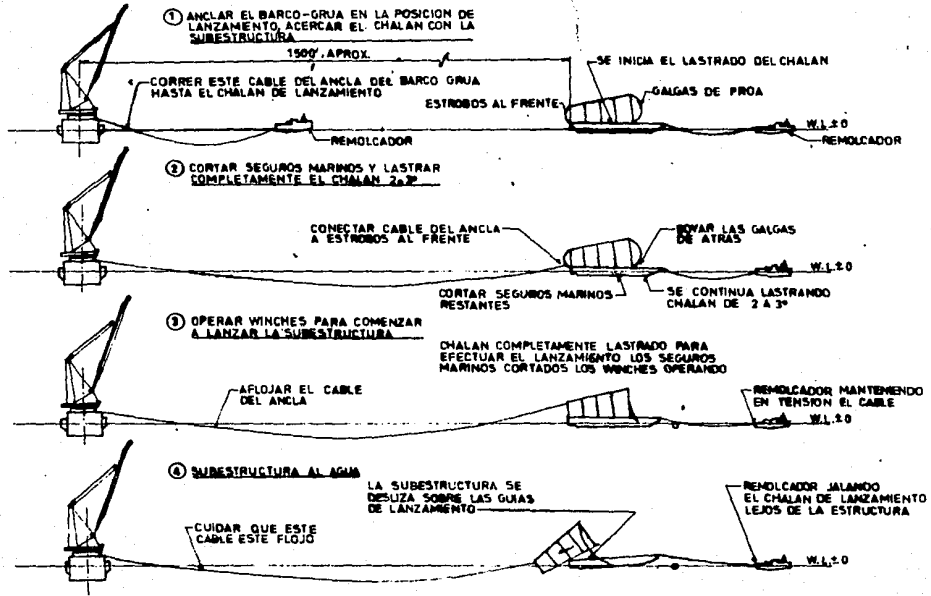 ① ANCLAR EL BARCO-GRUA EN LA POSICION DE
LANZAMIENTO, ACERCAR EL CHALAN CON LA
SUBESTRUCTURA
1500', APROX.
CORRER ESTE CABLE DEL ANCLA DEL BARCO GRUA
HASTA EL CHALAN DE LANZAMIENTO
REMOLCADOR
ESTROBOS AL FRENTE
SE INICIA EL LASTRADO DEL CHALAN
GALGAS DE PROA
W.L.±0
REMOLCADOR
② CORTAR SEGUROS MARINOS Y LASTRAR
COMPLETAMENTE EL CHALAN 2a3º
CONECTAR CABLE DEL ANCLA
A ESTROBOS AL FRENTE
BOYAR LAS GALGAS
DE ATRAS
W.L.±0
CORTAR SEGUROS MARINOS
RESTANTES
SE CONTINUA LASTRANDO
CHALAN DE 2 A 3º
③ OPERAR WINCHES PARA COMENZAR
A LANZAR LA SUBESTRUCTURA
CHALAN COMPLETAMENTE LASTRADO PARA
EFECTUAR EL LANZAMIENTO LOS SEGUROS
MARINOS CORTADOS LOS WINCHES OPERANDO
AFLOJAR EL CABLE
DEL ANCLA
REMOLCADOR MANTENIENDO
EN TENSION EL CABLE
W.L.±0
④ SUBESTRUCTURA AL AGUA
LA SUBESTRUCTURA SE
DESLIZA SOBRE LAS GUIAS
DE LANZAMIENTO
CUIDAR QUE ESTE
CABLE ESTE FLOJO
REMOLCADOR JALANDO
EL CHALAN DE LANZAMIENTO
LEJOS DE LA ESTRUCTURA
W.L.±0